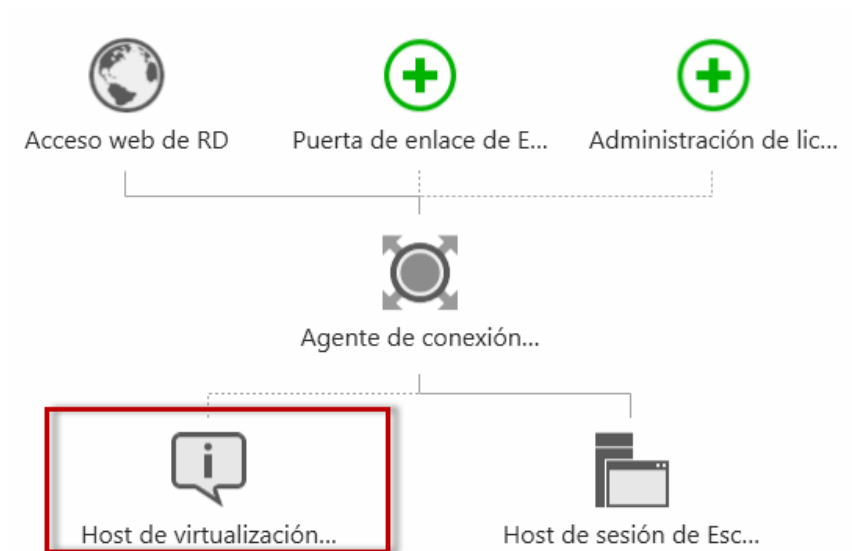 Acceso web de RD
Puerta de enlace de E...
Administración de lic...
Agente de conexión...
Host de virtualización...
Host de sesión de Esc...